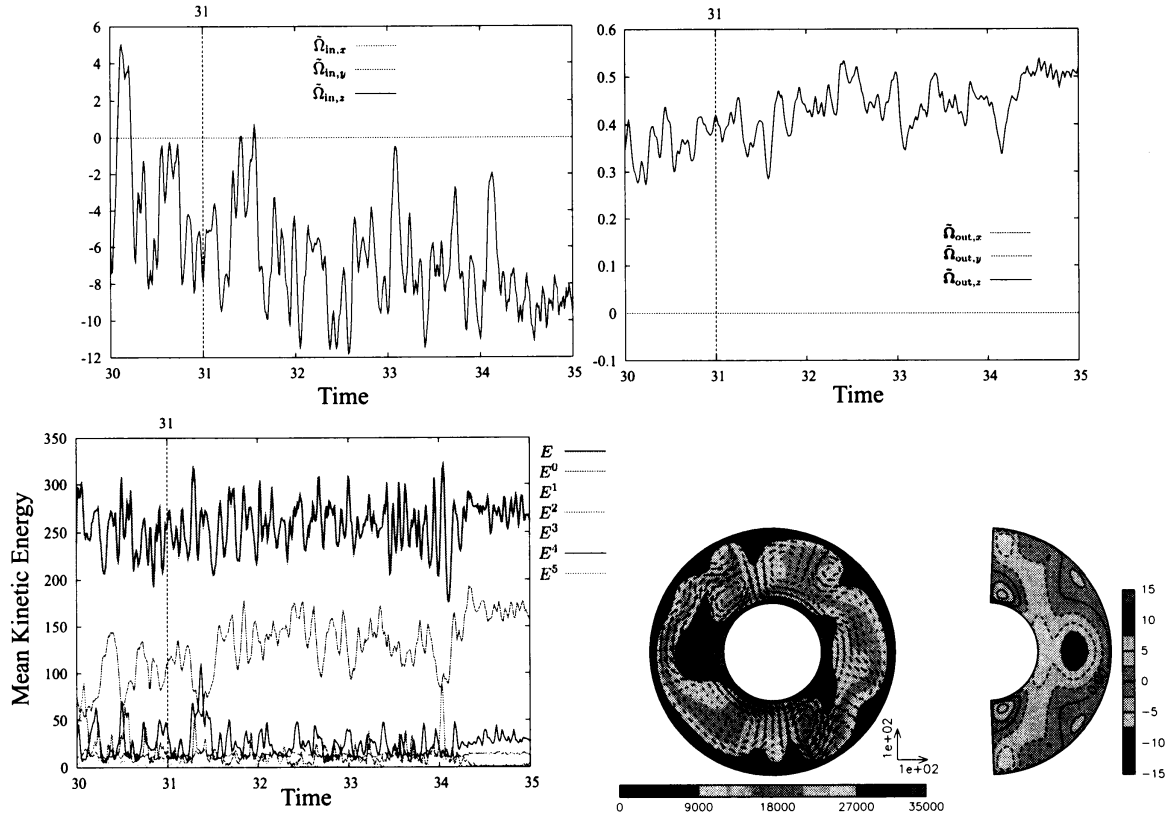 31
6
4
2
0
-2
-4
-6
-8
-10
-12
Ω̃in,x
Ω̃in,y
Ω̃in,z
30 31 32 33 34 35
Time
31
0.6
0.5
0.4
0.3
0.2
0.1
0
-0.1
Ω̃out,x
Ω̃out,y
Ω̃out,z
30 31 32 33 34 35
Time
31
350
300
250
200
150
100
50
0
Mean Kinetic Energy
E
E⁰
E¹
E²
E³
E⁴
E⁵
30 31 32 33 34 35
Time
1e+02
1e+02
0 9000 18000 27000 35000
15
10
5
0
-5
-10
-15